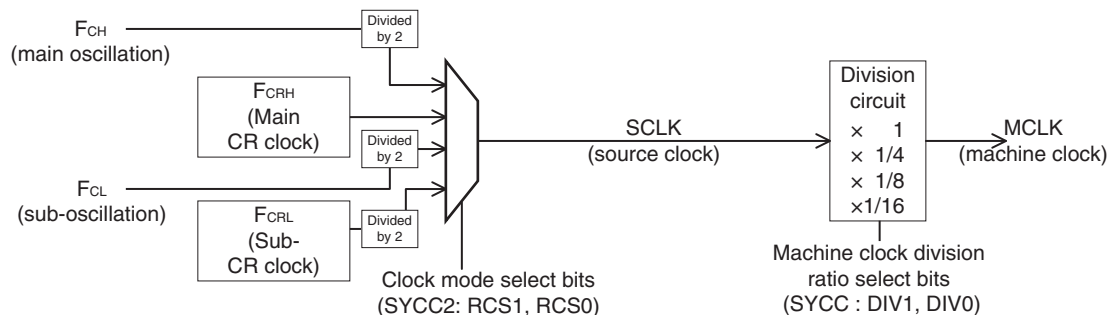 FCH
(main oscillation)
Divided
by 2
FCRH
(Main
CR clock)
Divided
by 2
FCL
(sub-oscillation)
FCRL
(Sub-
CR clock)
Divided
by 2
Clock mode select bits
(SYCC2: RCS1, RCS0)
SCLK
(source clock)
Division
circuit
× 1
× 1/4
× 1/8
×1/16
MCLK
(machine clock)
Machine clock division
ratio select bits
(SYCC : DIV1, DIV0)